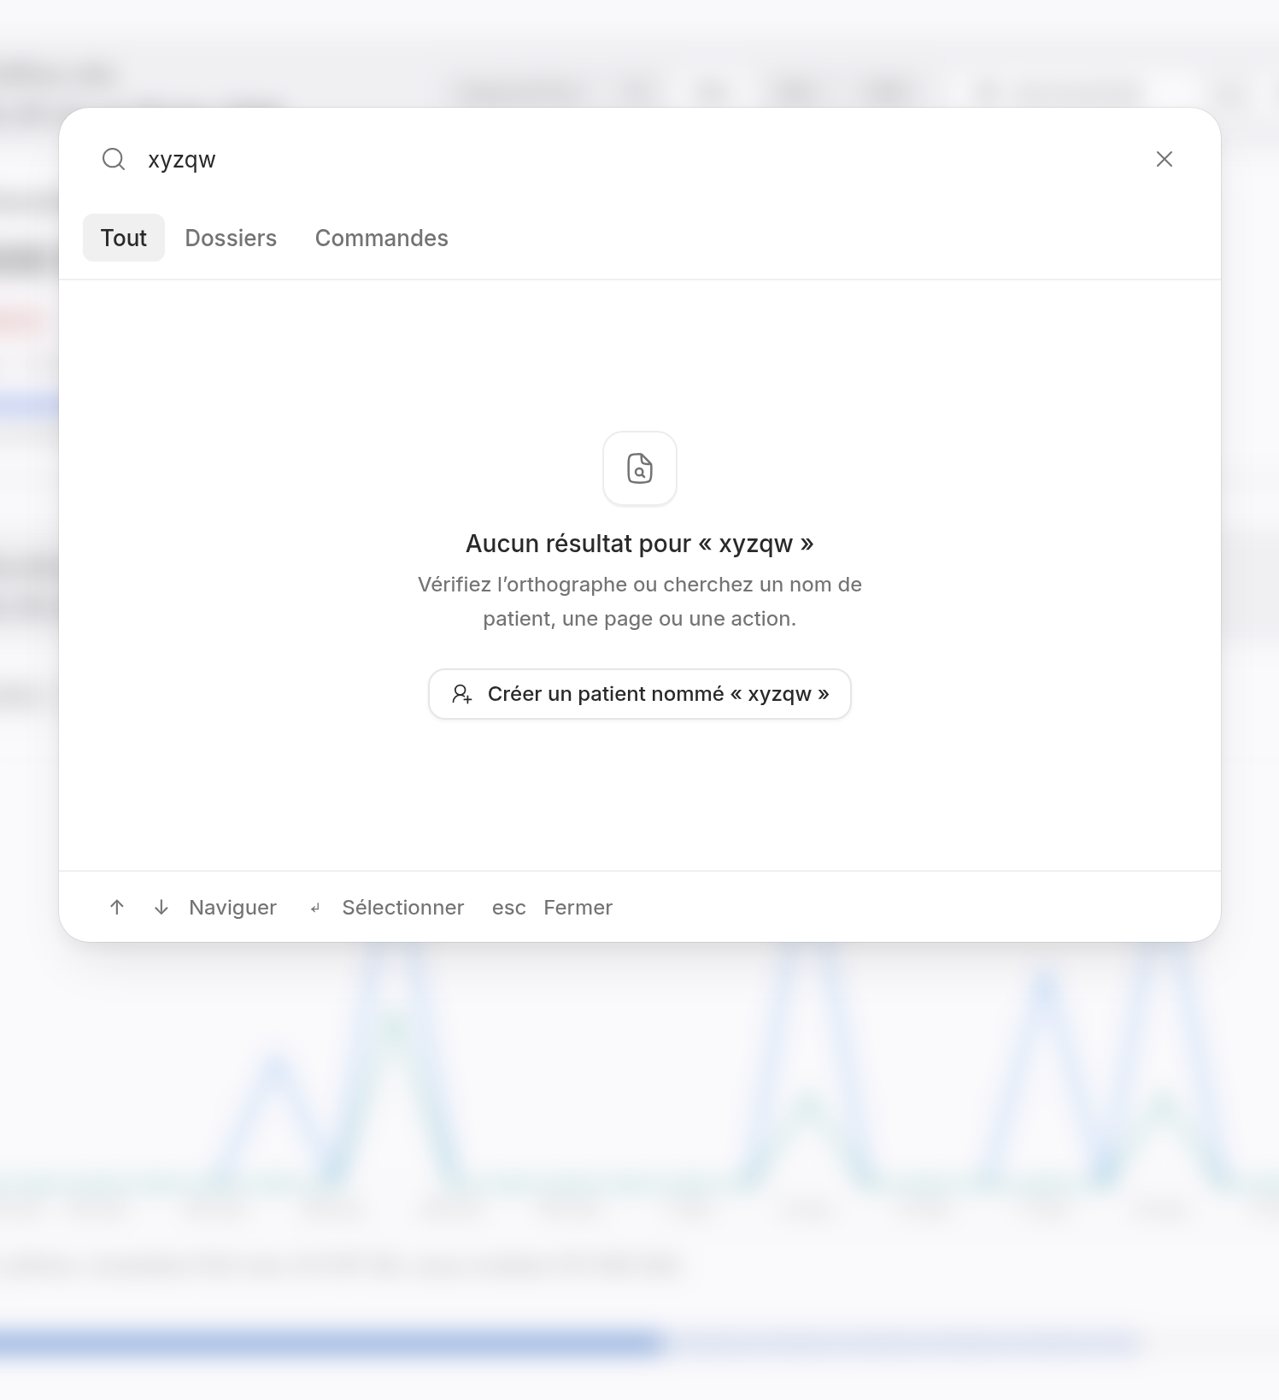 xyzqw
Tout Dossiers Commandes
Aucun résultat pour « xyzqw »
Vérifiez l’orthographe ou cherchez un nom de
patient, une page ou une action.
Créer un patient nommé « xyzqw »
↑ ↓ Naviguer ↵ Sélectionner esc Fermer